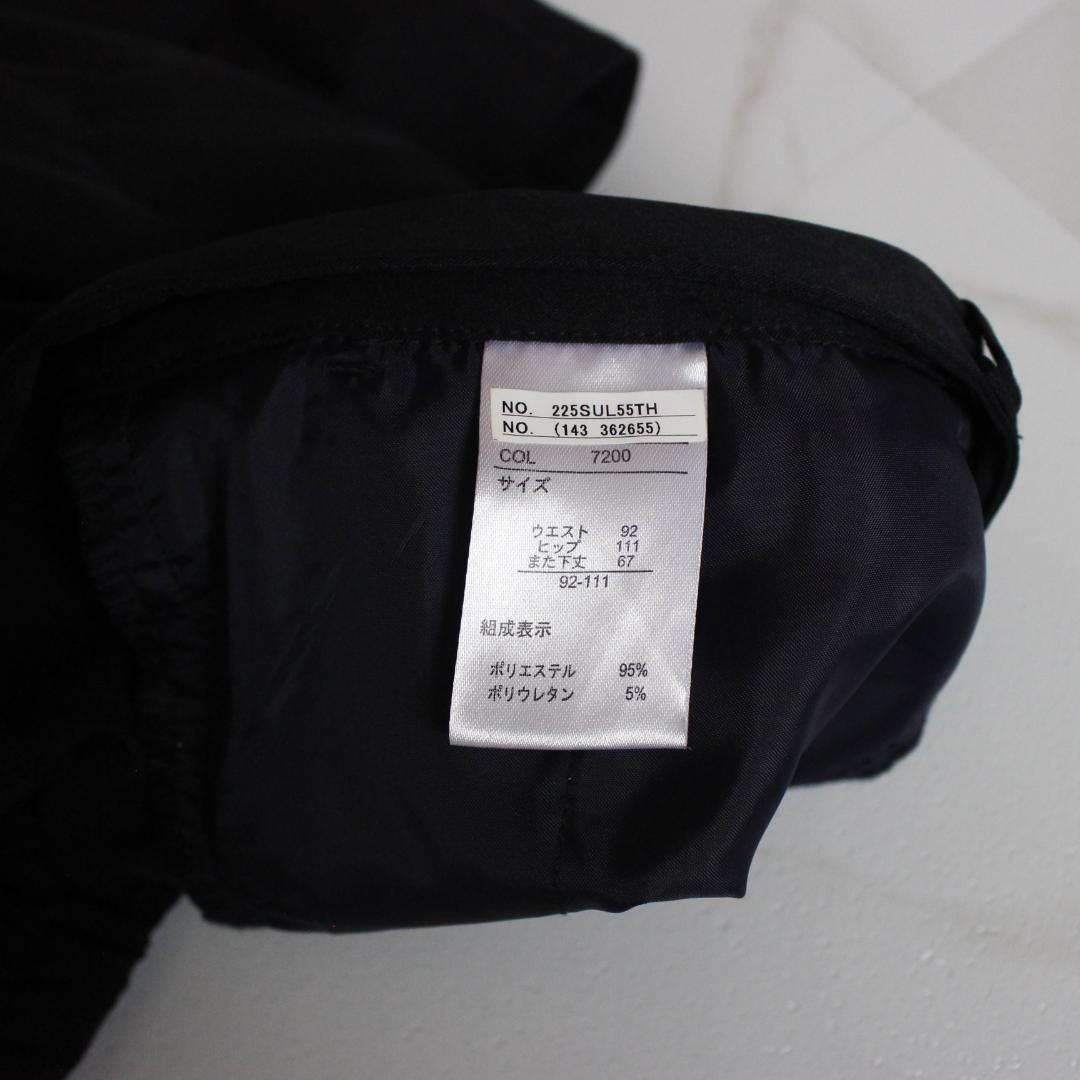 NO. 225SUL55TH
NO. (143 362655)
COL 7200
サイズ
ウエスト 92
ヒップ 111
また下丈 67
92-111
組成表示
ポリエステル 95%
ポリウレタン 5%